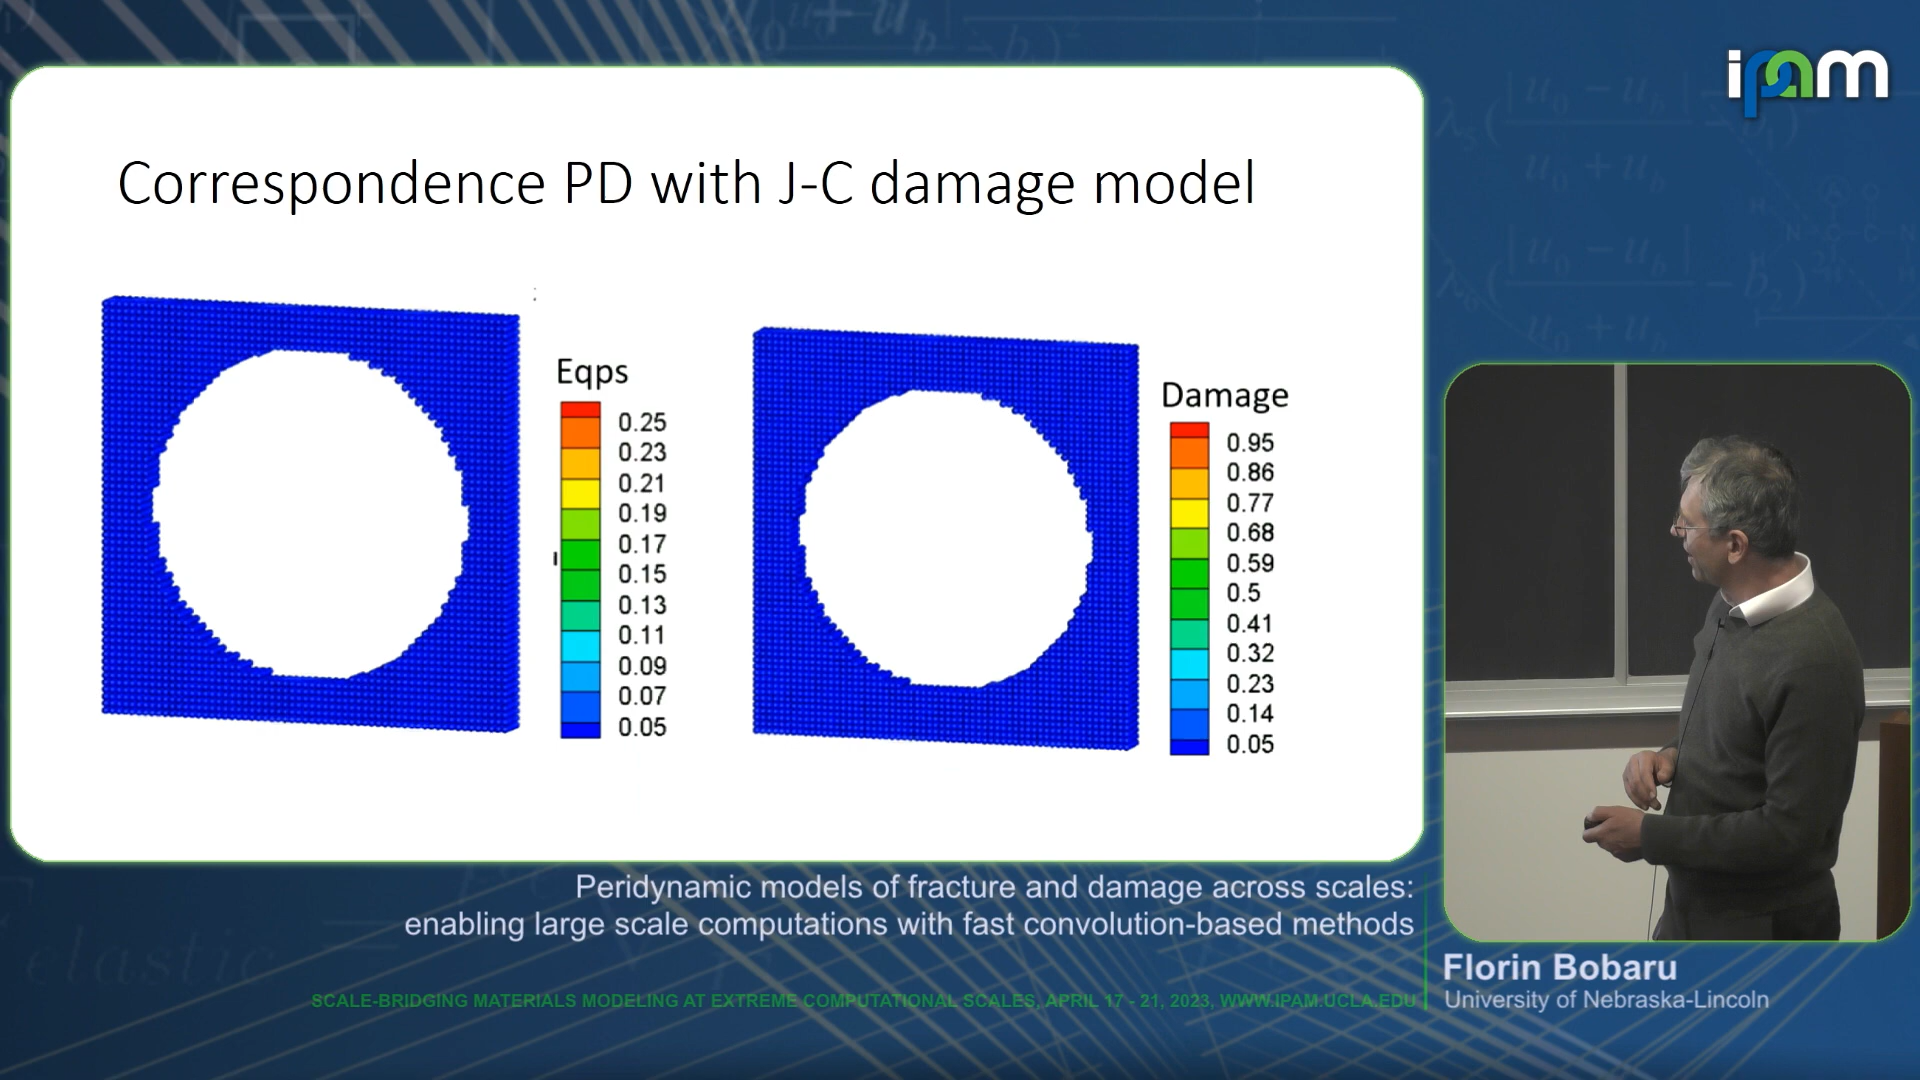 ipam
Correspondence PD with J-C damage model
Eqps
0.25
0.23
0.21
0.19
0.17
0.15
0.13
0.11
0.09
0.07
0.05
Damage
0.95
0.86
0.77
0.68
0.59
0.5
0.41
0.32
0.23
0.14
0.05
Peridynamic models of fracture and damage across scales:
enabling large scale computations with fast convolution-based methods
SCALE-BRIDGING MATERIALS MODELING AT EXTREME COMPUTATIONAL SCALES, APRIL 17 - 21, 2023, WWW.IPAM.UCLA.EDU
Florin Bobaru
University of Nebraska-Lincoln
elastic